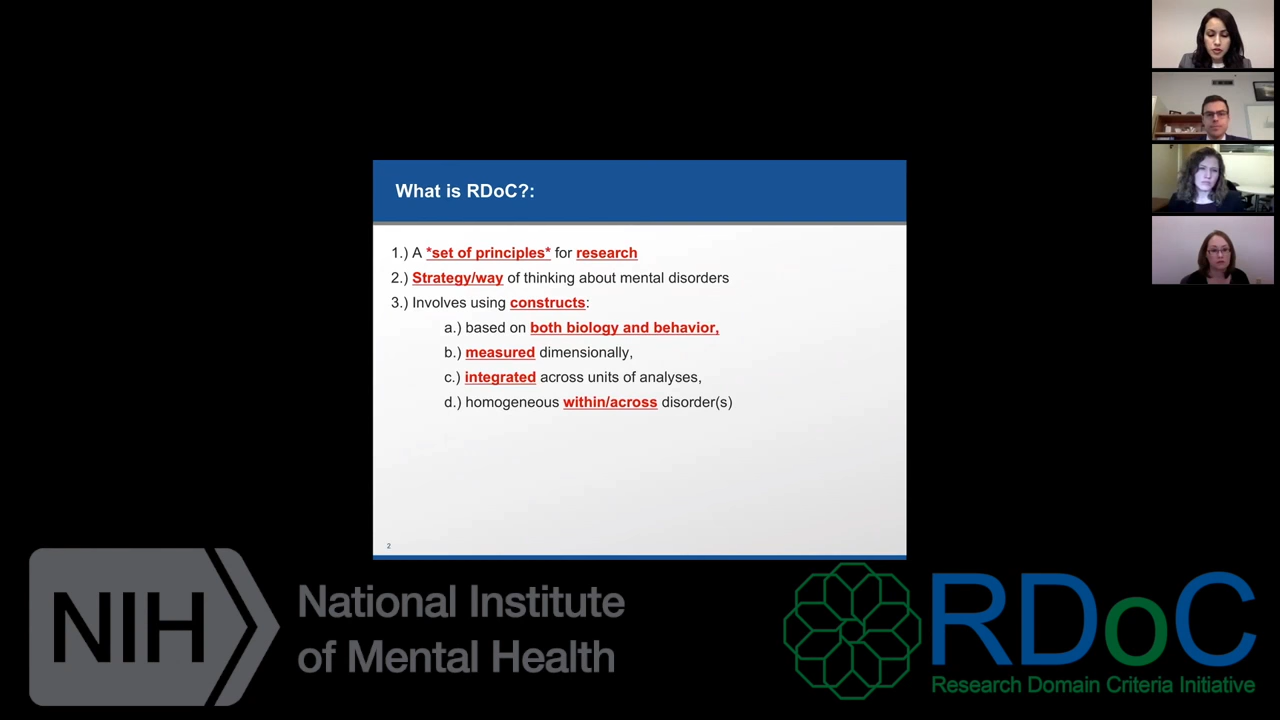 What is RDoC?:
1.) A *set of principles* for research
2.) Strategy/way of thinking about mental disorders
3.) Involves using constructs:
a.) based on both biology and behavior,
b.) measured dimensionally,
c.) integrated across units of analyses,
d.) homogeneous within/across disorder(s)
2
NIH
National Institute
of Mental Health
RDoC
Research Domain Criteria Initiative